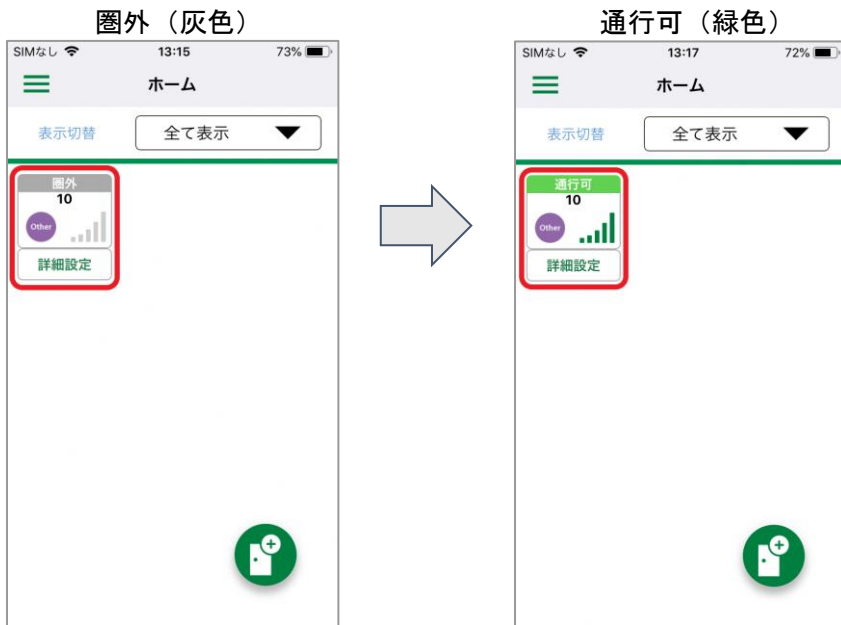 圏外（灰色）
SIMなし 13:15 73%
ホーム
表示切替 全て表示
圏外
10
Other
詳細設定
通行可（緑色）
SIMなし 13:17 72%
ホーム
表示切替 全て表示
通行可
10
Other
詳細設定